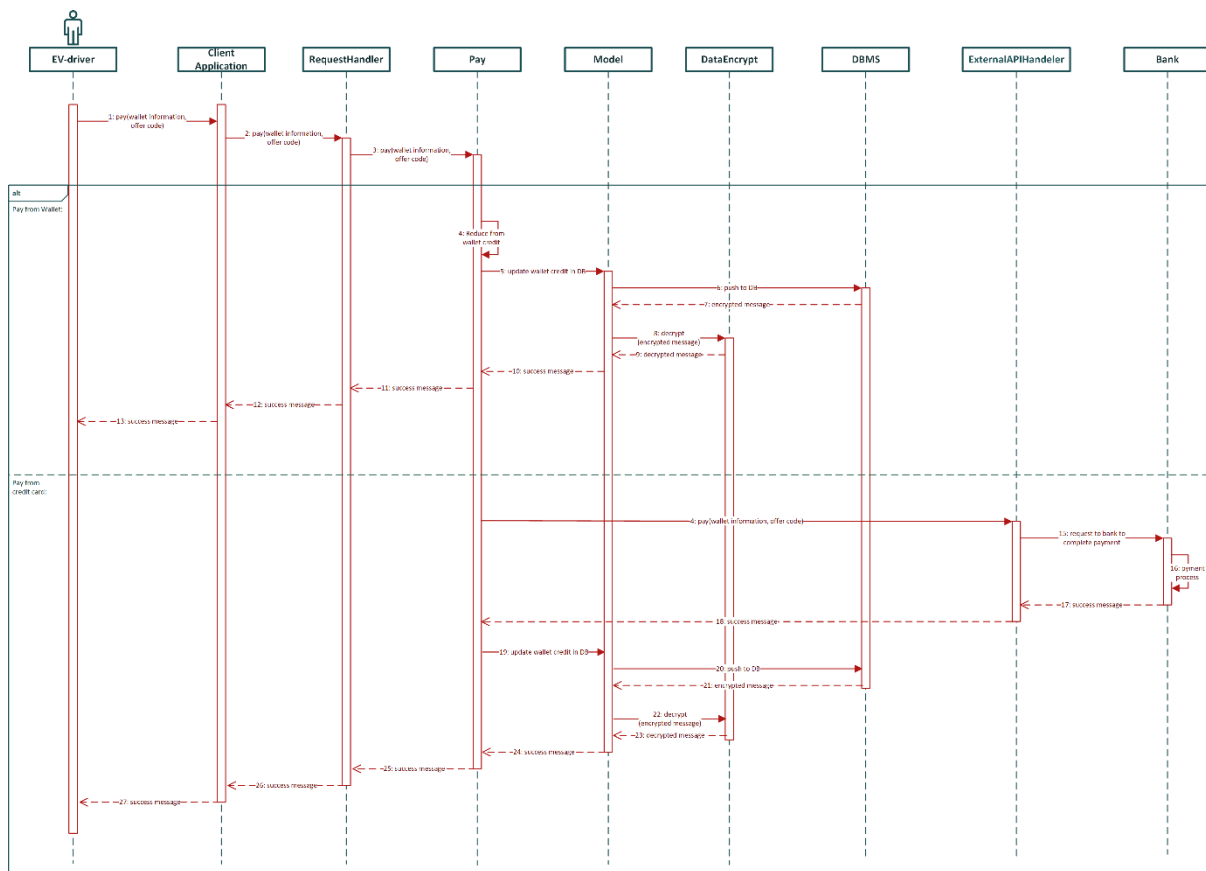 EV-driver
Client
Application
RequestHandler
Pay
Model
DataEncrypt
DBMS
ExternalAPIHandeler
Bank
1: pay(wallet information,
offer code)
2: pay(wallet information,
offer code)
3: pay(wallet information,
offer code)
alt
Pay from Wallet:
4: Reduce from
wallet credit
5: update wallet credit in DB
6: push to DB
7: encrypted message
8: decrypt
(encrypted message)
9: decrypted message
10: success message
11: success message
12: success message
13: success message
Pay from
credit card:
4: pay(wallet information, offer code)
15: request to bank to
complete payment
16: pyment
process
17: success message
18: success message
19: update wallet credit in DB
20: push to DB
21: encrypted message
22: decrypt
(encrypted message)
23: decrypted message
24: success message
25: success message
26: success message
27: success message